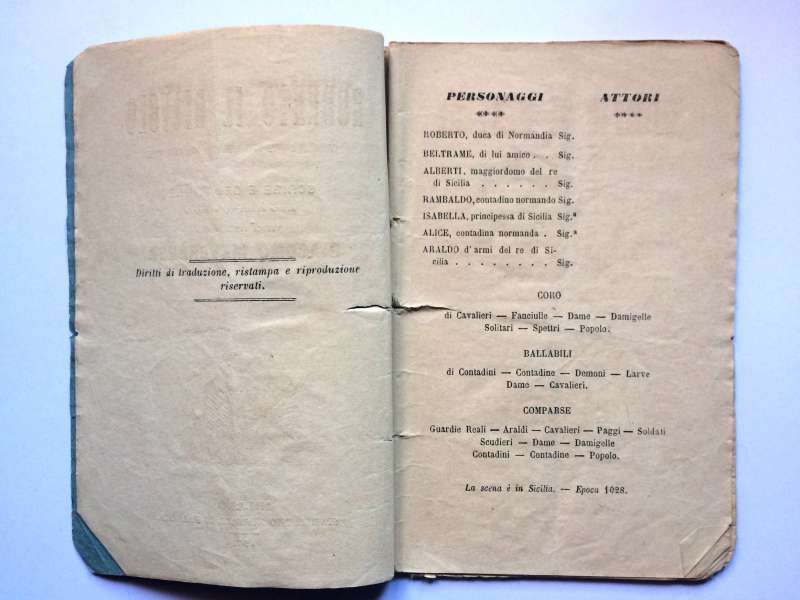 Diritti di traduzione, ristampa e riproduzione
riservati.
PERSONAGGI ATTORI
ROBERTO, duca di Normandia Sig.
BELTRAME, di lui amico . . Sig.
ALBERTI, maggiordomo del re
di Sicilia . . . . . . Sig.
RAMBALDO, contadino normando Sig.
ISABELLA, principessa di Sicilia Sig.ª
ALICE, contadina normanda . Sig.ª
ARALDO d'armi del re di Si-
cilia . . . . . . . . Sig.
CORO
di Cavalieri — Fanciulle — Dame — Damigelle
Solitari — Spettri — Popolo.
BALLABILI
di Contadini — Contadine — Demoni — Larve
Dame — Cavalieri.
COMPARSE
Guardie Reali — Araldi — Cavalieri — Paggi — Soldati
Scudieri — Dame — Damigelle
Contadini — Contadine — Popolo.
La scena è in Sicilia. — Epoca 1028.